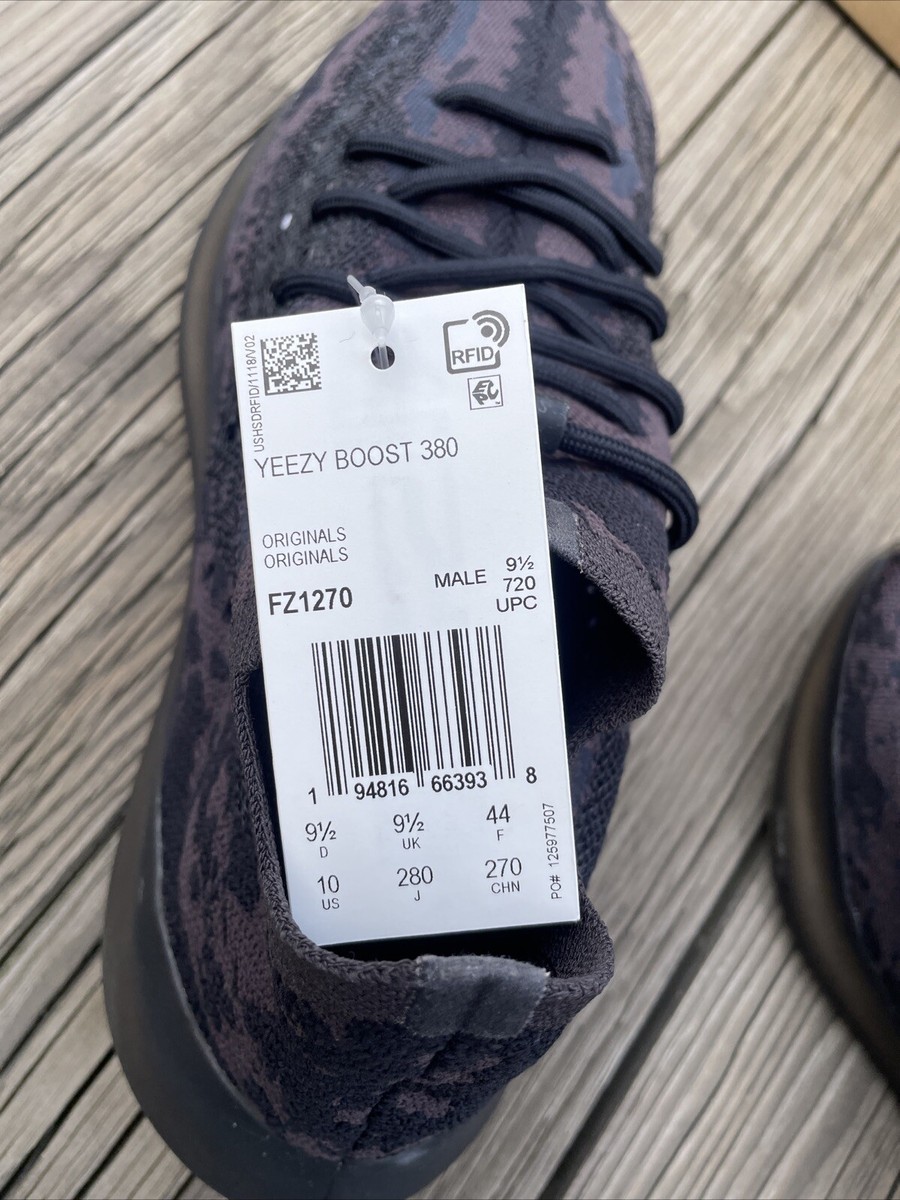 USHSDRFID/1118/V02
RFID
EPC
YEEZY BOOST 380
ORIGINALS
ORIGINALS
FZ1270
MALE 9½
720
UPC
1 94816 66393 8
9½ 9½ 44
D UK F
10 280 270
US J CHN
PO# 125977507